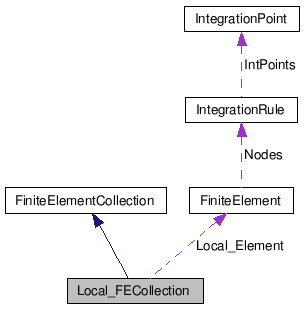 IntegrationPoint
IntPoints
IntegrationRule
Nodes
FiniteElementCollection
FiniteElement
Local_Element
Local_FECollection